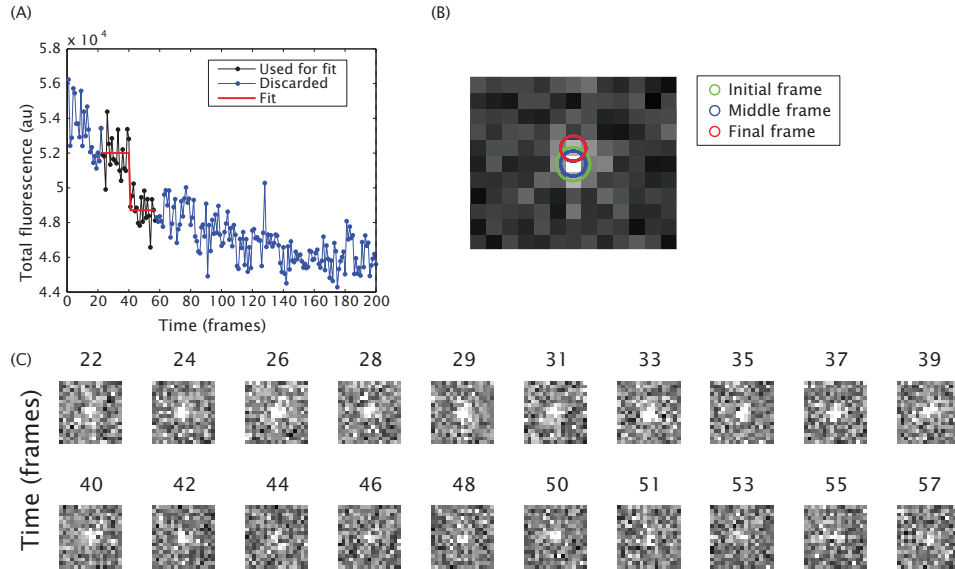 (A)
x 10⁴
5.8
5.6
5.4
5.2
5
4.8
4.6
4.4
0 20 40 60 80 100 120 140 160 180 200
Total fluorescence (au)
Time (frames)
Used for fit
Discarded
Fit
(B)
Initial frame
Middle frame
Final frame
(C)
Time (frames)
22 24 26 28 29 31 33 35 37 39
40 42 44 46 48 50 51 53 55 57